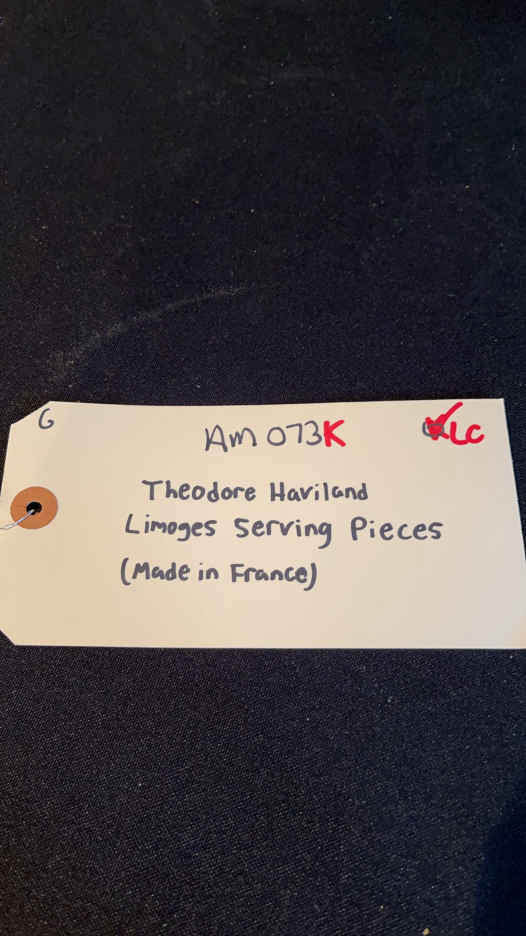 G
AM 073K
LC
Theodore Haviland
Limoges Serving Pieces
(Made in France)